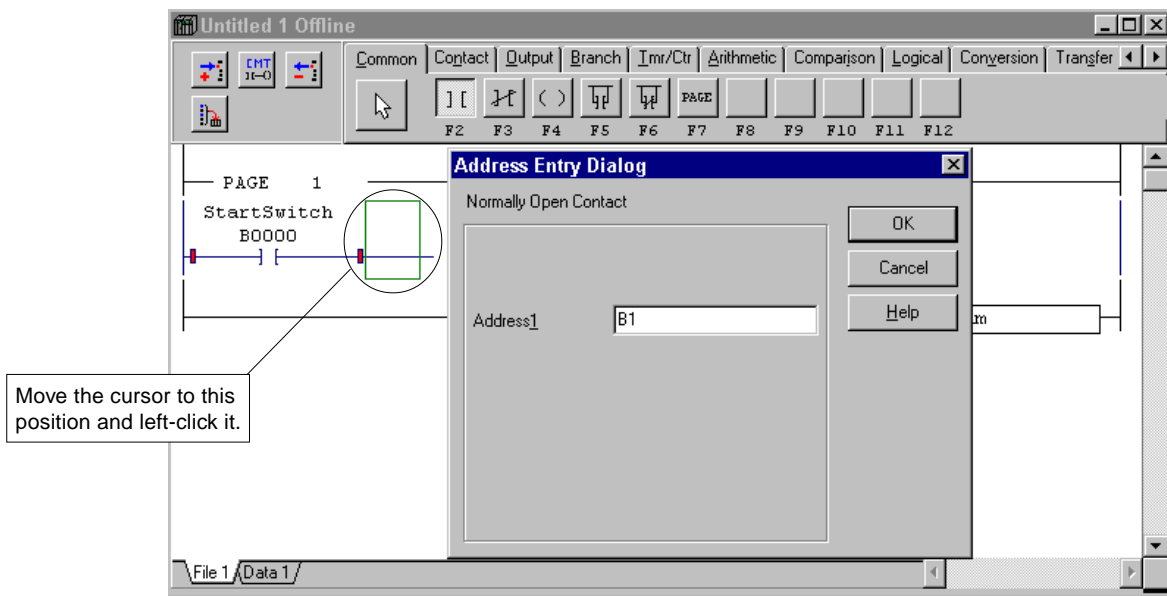 Untitled 1 Offline
CMT
Common Contact Output Branch Tmr/Ctr Arithmetic Comparison Logical Conversion Transfer
PAGE
F2 F3 F4 F5 F6 F7 F8 F9 F10 F11 F12
Address Entry Dialog
PAGE 1
Normally Open Contact
StartSwitch
B0000
OK
Cancel
Help
Address1
B1
m
Move the cursor to this
position and left-click it.
File 1
Data 1